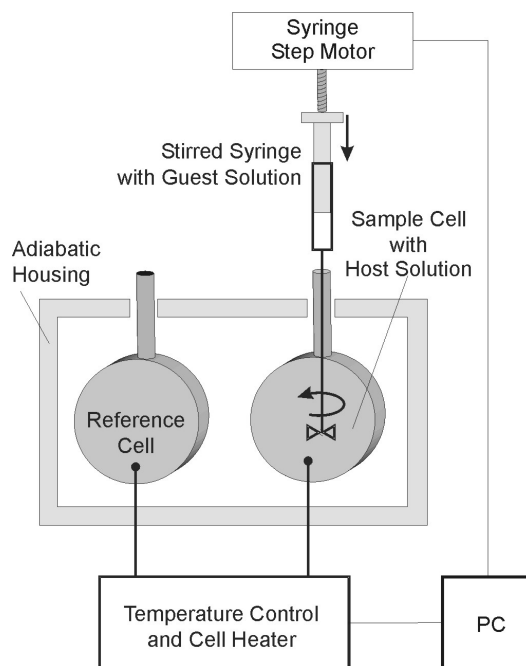 Syringe
Step Motor
Stirred Syringe
with Guest Solution
Sample Cell
with
Host Solution
Adiabatic
Housing
Reference
Cell
Temperature Control
and Cell Heater
PC